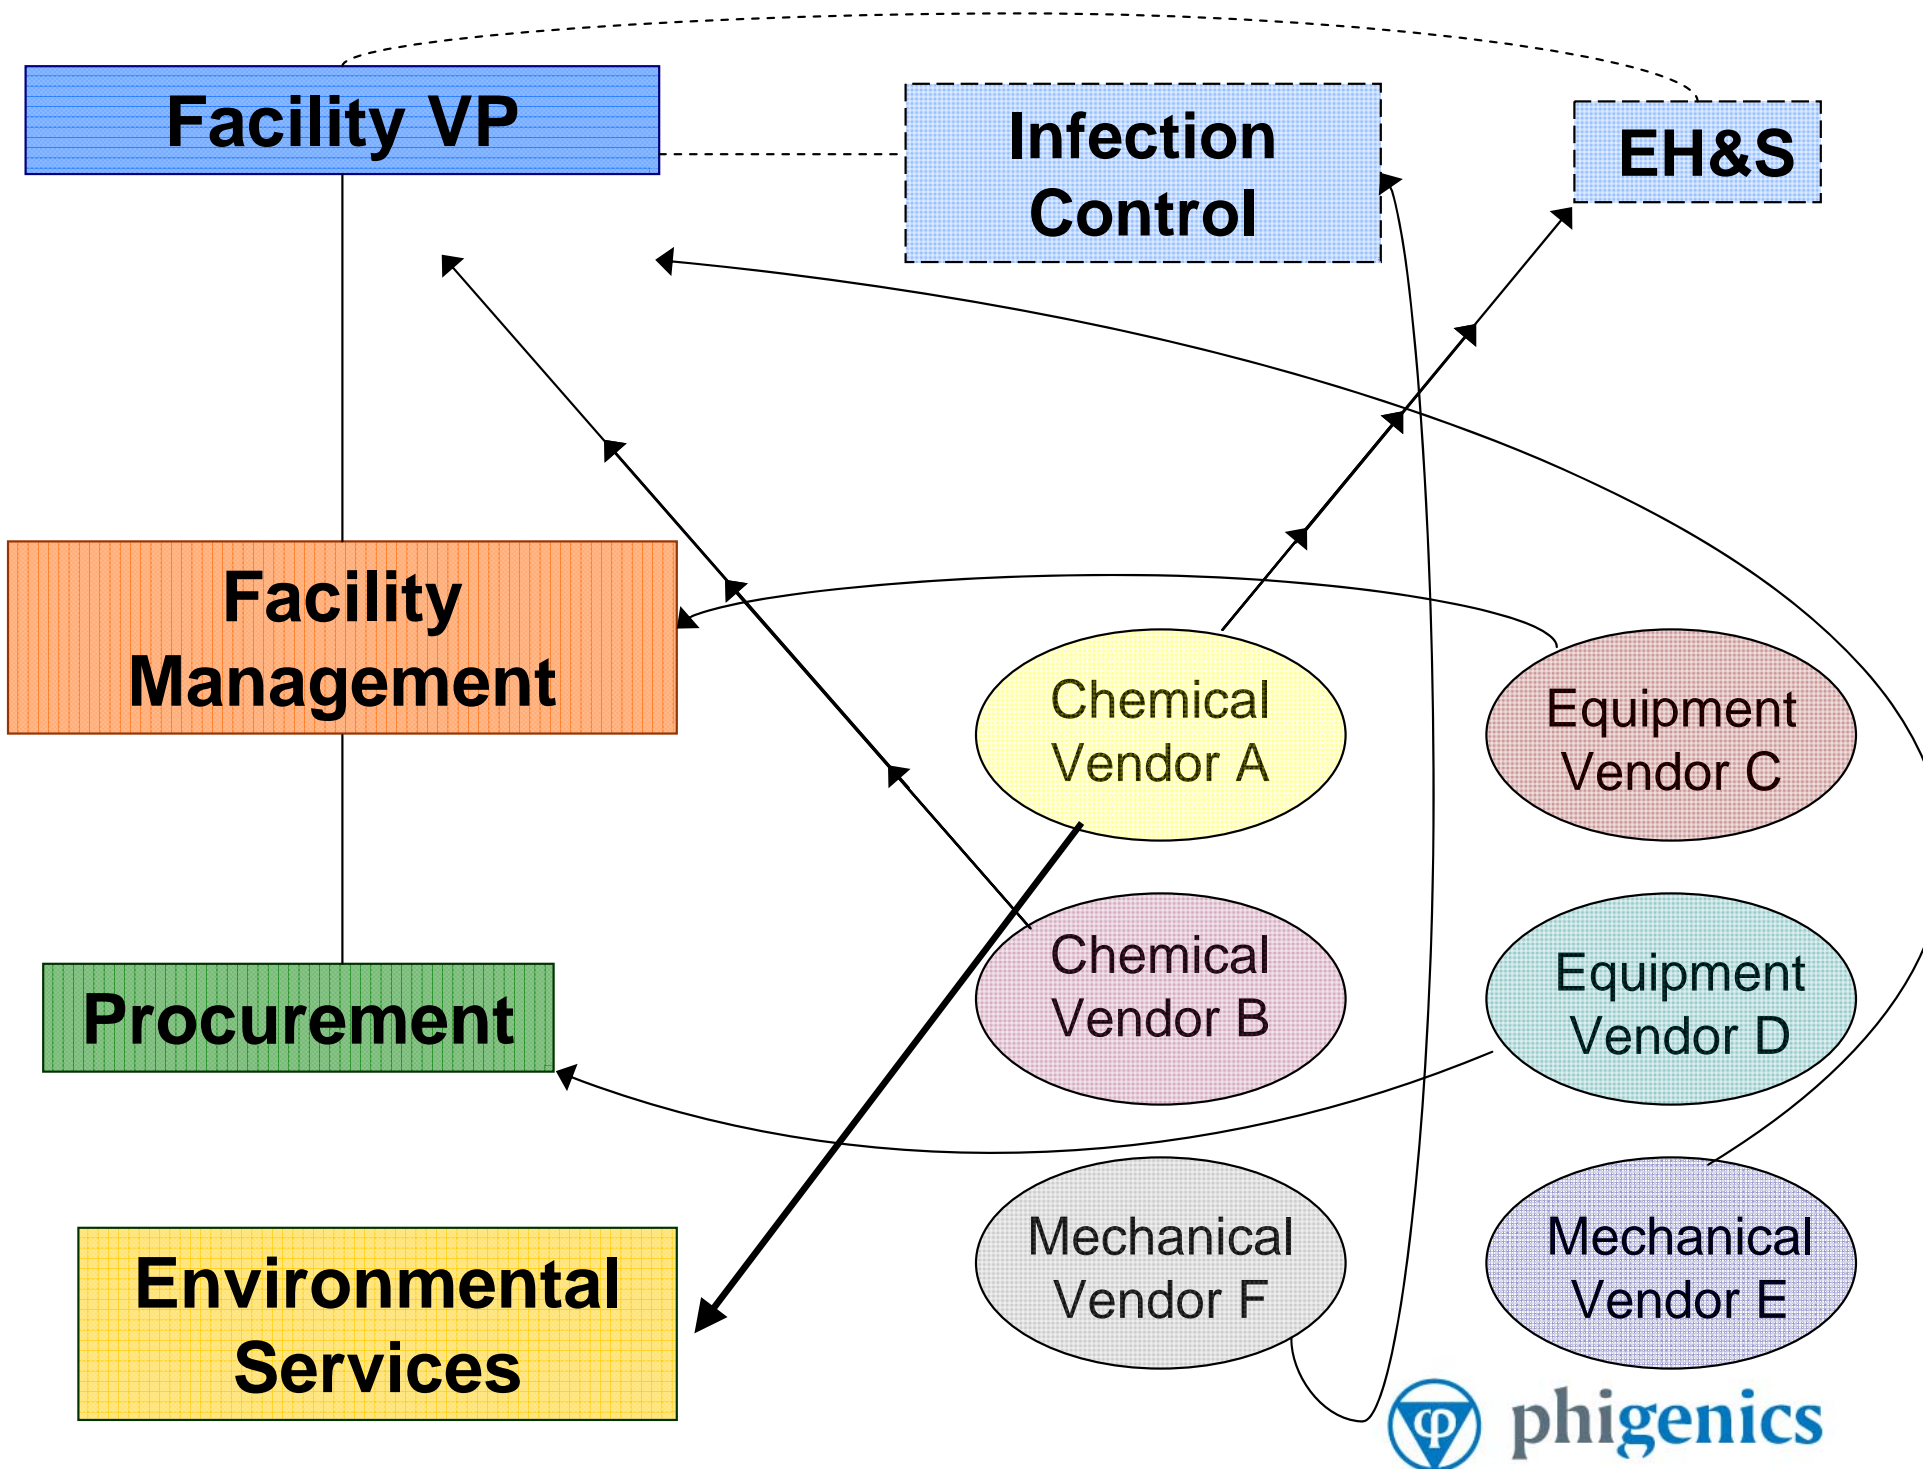 Facility VP
Infection
Control
EH&S
Facility
Management
Chemical
Vendor A
Equipment
Vendor C
Procurement
Chemical
Vendor B
Equipment
Vendor D
Environmental
Services
Mechanical
Vendor F
Mechanical
Vendor E
φ phigenics